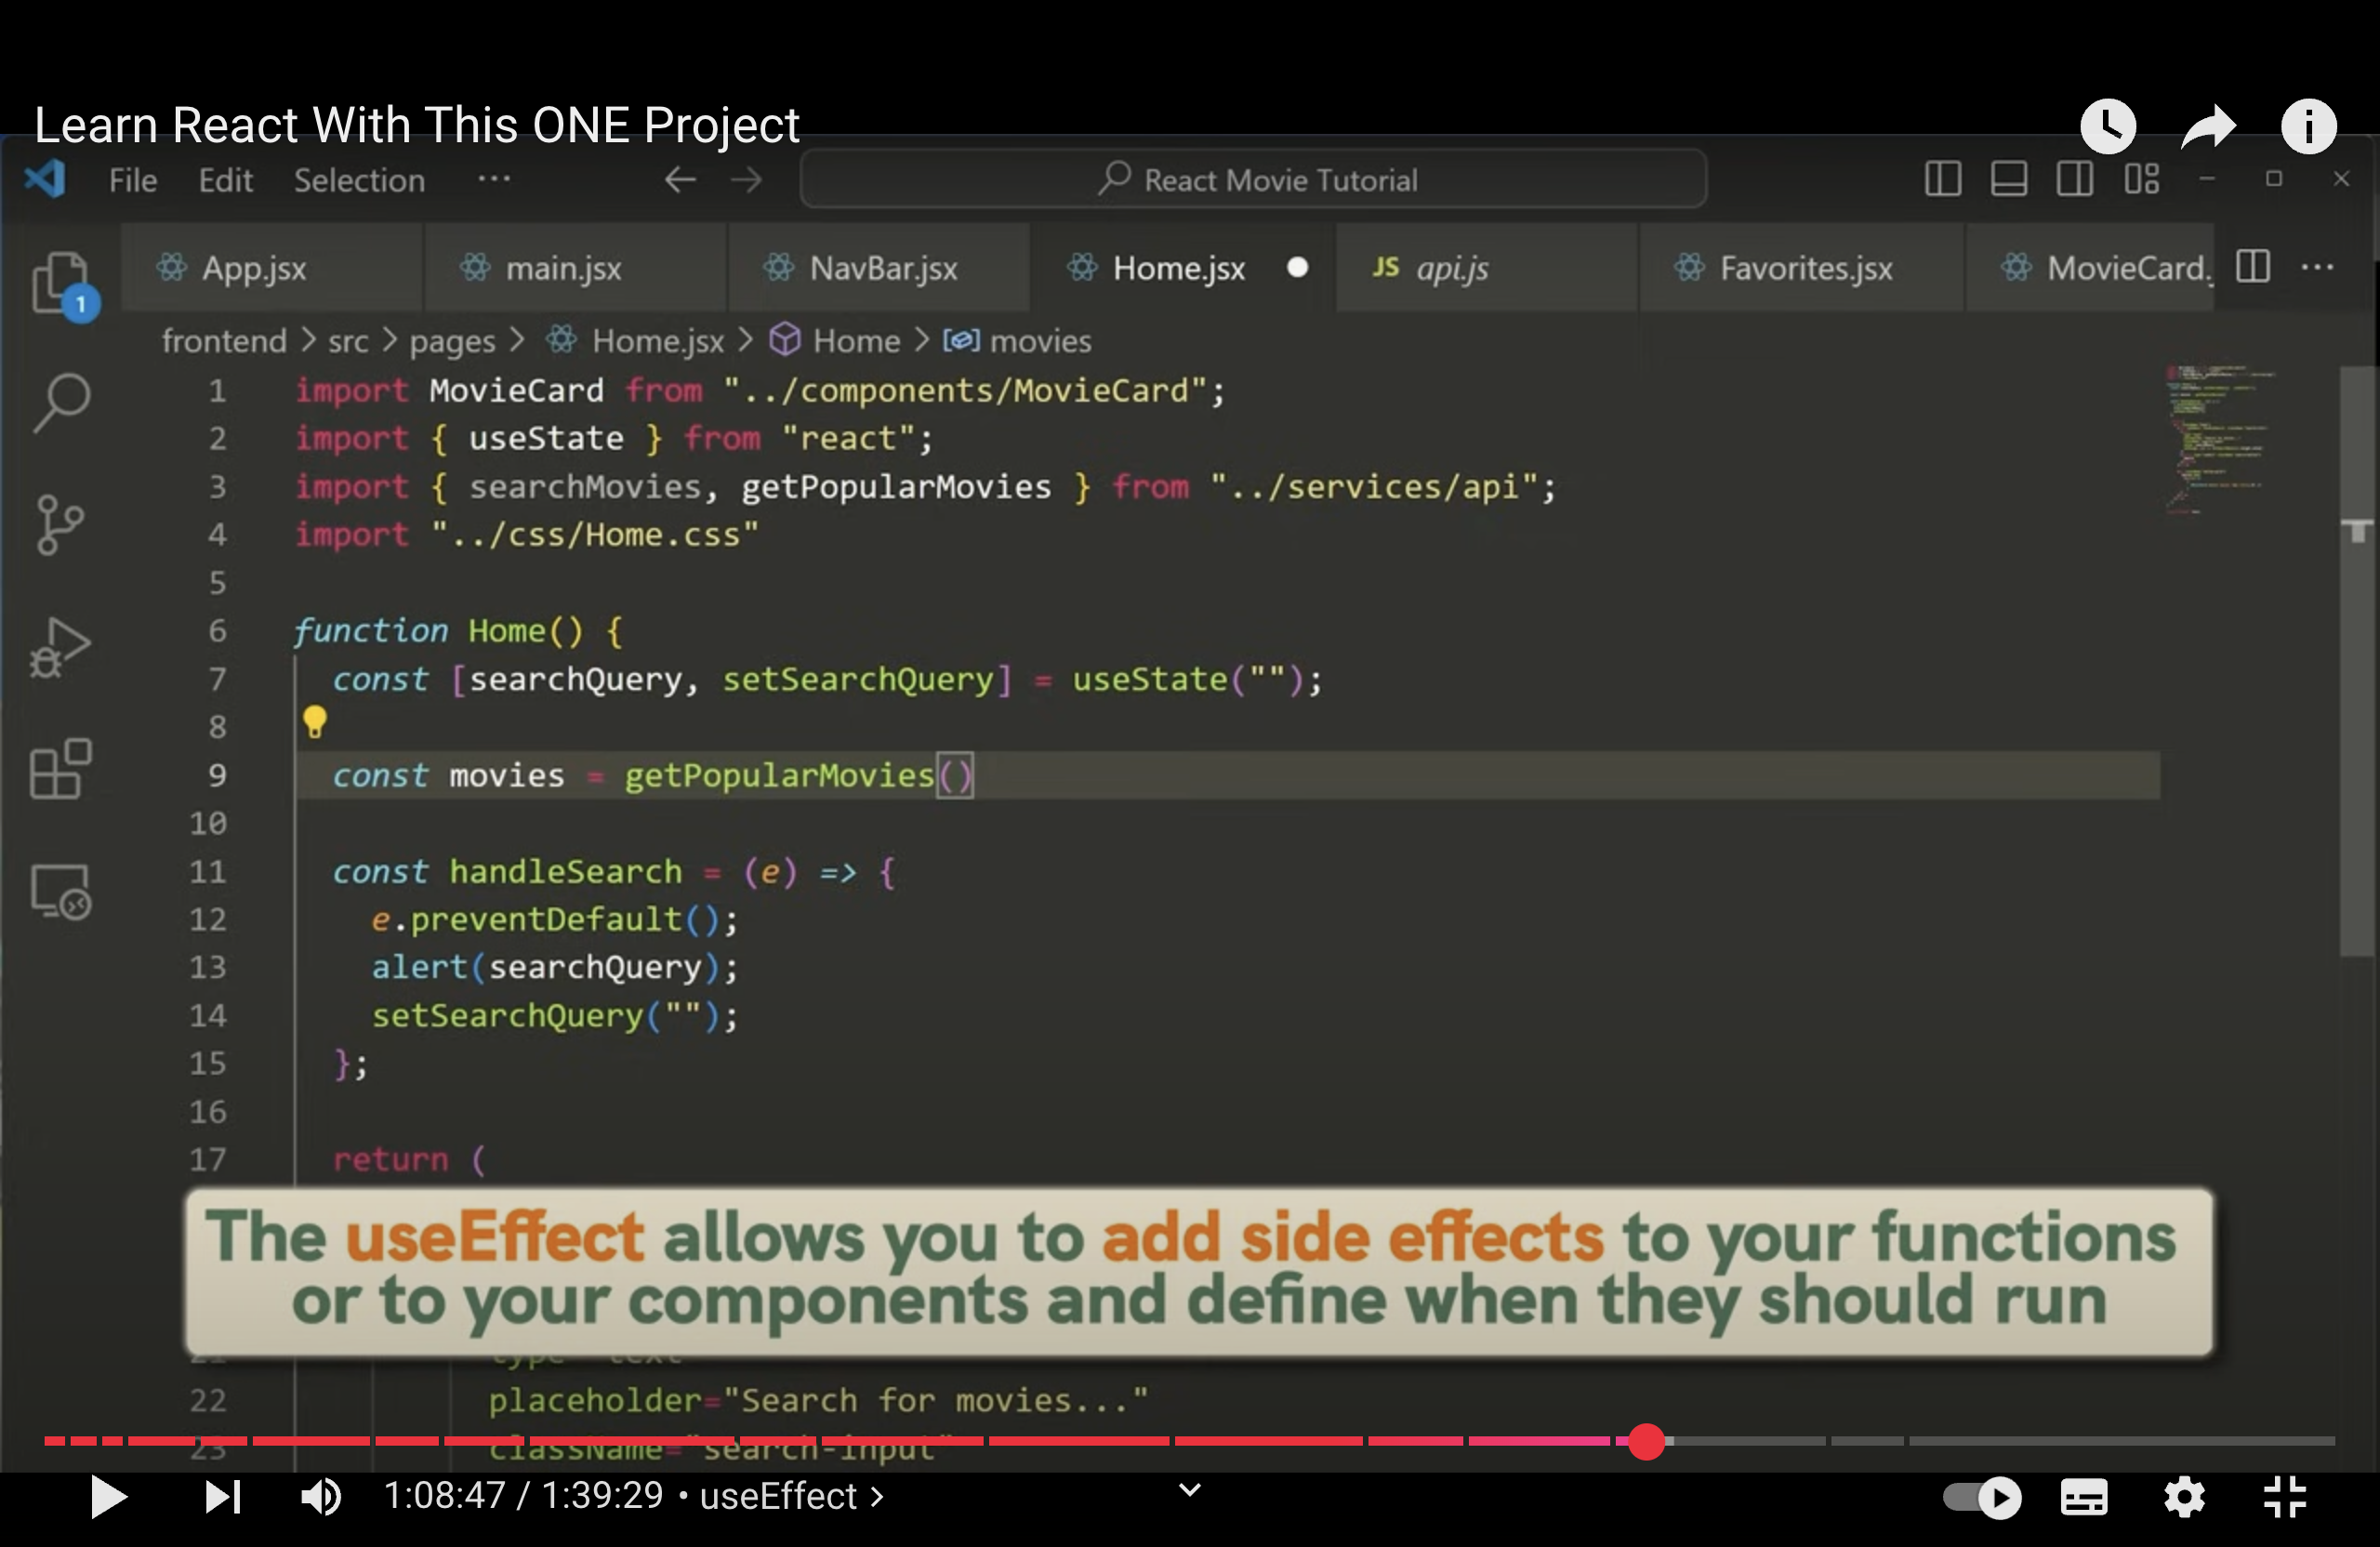 Learn React With This ONE Project
File Edit Selection ··· React Movie Tutorial
App.jsx main.jsx NavBar.jsx Home.jsx JS api.js Favorites.jsx MovieCard.
1
frontend > src > pages > Home.jsx > Home > movies
1 import MovieCard from "../components/MovieCard";
2 import { useState } from "react";
3 import { searchMovies, getPopularMovies } from "../services/api";
4 import "../css/Home.css"
5
6 function Home() {
7 const [searchQuery, setSearchQuery] = useState("");
8
9 const movies = getPopularMovies()
10
11 const handleSearch = (e) => {
12 e.preventDefault();
13 alert(searchQuery);
14 setSearchQuery("");
15 };
16
17 return (
The useEffect allows you to add side effects to your functions
or to your components and define when they should run
22 placeholder="Search for movies..."
23 className="search-input"
1:08:47 / 1:39:29 • useEffect >